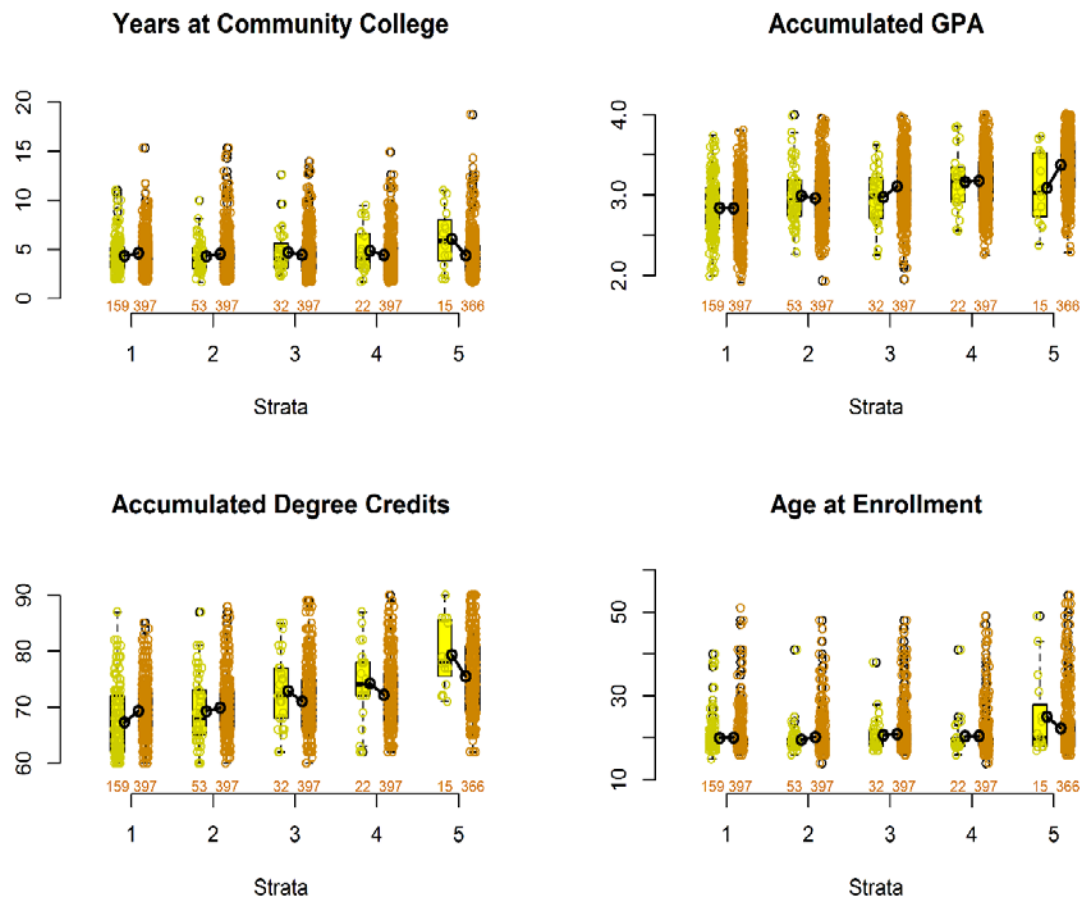 Years at Community College
20
15
10
5
0
159 397 53 397 32 397 22 397 15 366
1 2 3 4 5
Strata
Accumulated GPA
4.0
3.0
2.0
159 397 53 397 32 397 22 397 15 366
1 2 3 4 5
Strata
Accumulated Degree Credits
90
80
70
60
159 397 53 397 32 397 22 397 15 366
1 2 3 4 5
Strata
Age at Enrollment
50
30
10
159 397 53 397 32 397 22 397 15 366
1 2 3 4 5
Strata